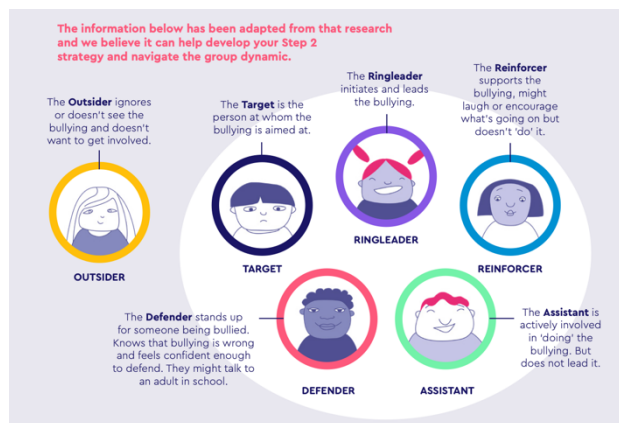 The information below has been adapted from that research
and we believe it can help develop your Step 2
strategy and navigate the group dynamic.
The Outsider ignores
or doesn't see the
bullying and doesn't
want to get involved.
OUTSIDER
The Target is the
person at whom the
bullying is aimed at.
TARGET
The Ringleader
initiates and leads
the bullying.
RINGLEADER
The Reinforcer
supports the
bullying, might
laugh or encourage
what's going on but
doesn't 'do' it.
REINFORCER
The Defender stands up
for someone being bullied.
Knows that bullying is wrong
and feels confident enough
to defend. They might talk to
an adult in school.
DEFENDER
The Assistant is
actively involved
in 'doing' the
bullying. But
does not lead it.
ASSISTANT